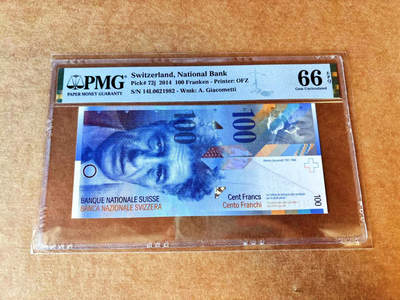 PMG
PAPER MONEY GUARANTY
Switzerland, National Bank
Pick# 72j 2014 100 Franken - Printer: OFZ
S/N 14L0621982 - Wmk: A. Giacometti
66 EPQ
Gem Uncirculated
100
100
BANQUE NATIONALE SUISSE
BANCA NAZIONALE SVIZZERA
Cent Francs
Cento Franchi
100